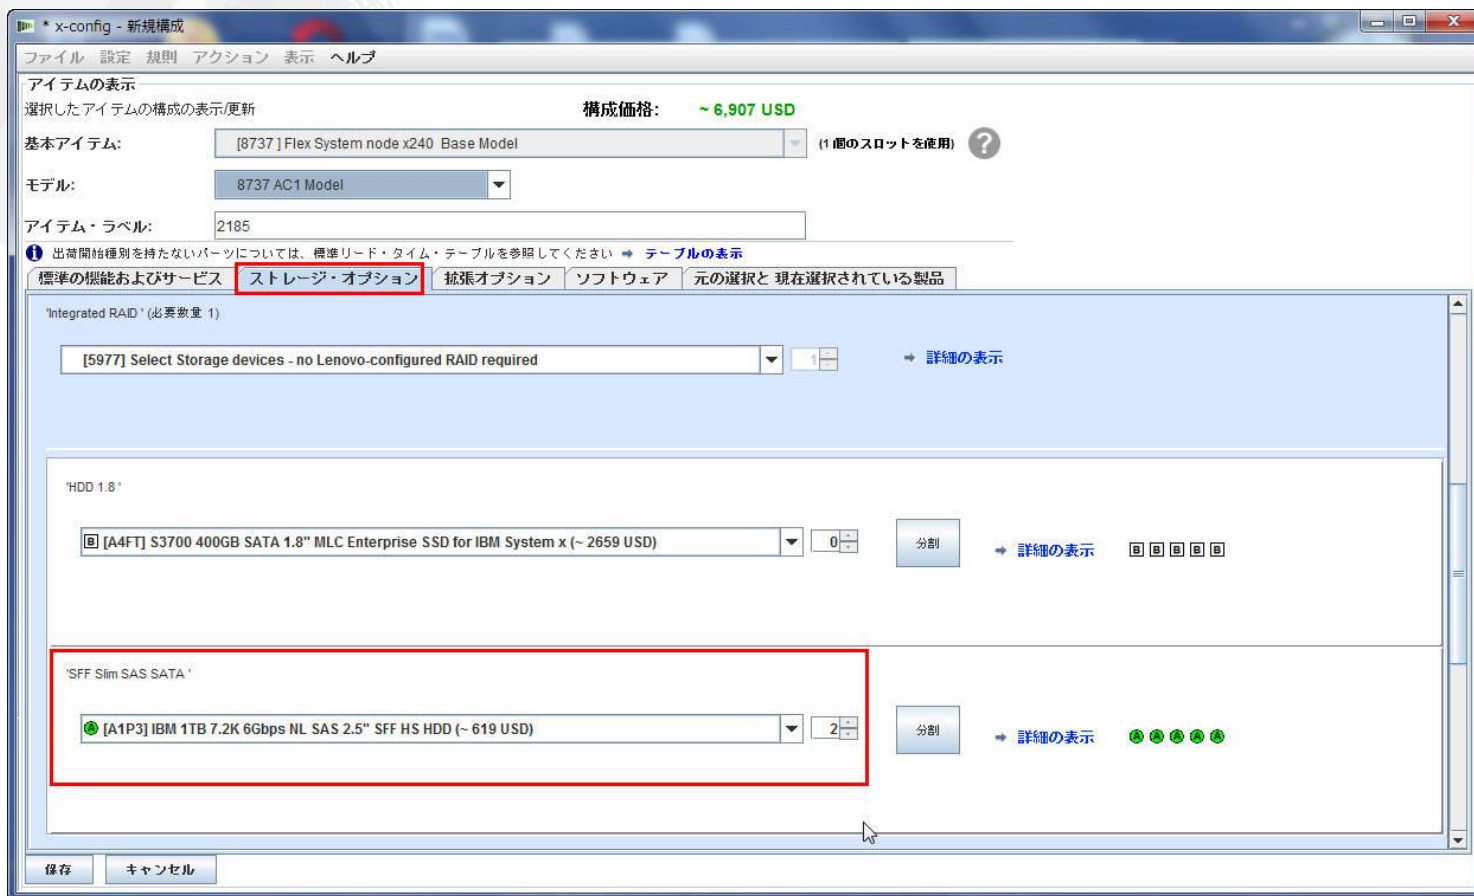 * x-config - 新規構成
ファイル 設定 規則 アクション 表示 ヘルプ
アイテムの表示
選択したアイテムの構成の表示/更新 構成価格: ~ 6,907 USD
基本アイテム: [8737 ] Flex System node x240 Base Model (1 個のスロットを使用) ?
モデル: 8737 AC1 Model
アイテム・ラベル: 2185
i 出荷開始種別を持たないパーツについては、標準リード・タイム・テーブルを参照してください ➡ テーブルの表示
標準の機能およびサービス ストレージ・オプション 拡張オプション ソフトウェア 元の選択と 現在選択されている製品
'Integrated RAID ' (必要数量 1)
[5977] Select Storage devices - no Lenovo-configured RAID required 1 ➡ 詳細の表示
'HDD 1.8 '
B [A4FT] S3700 400GB SATA 1.8" MLC Enterprise SSD for IBM System x (~ 2659 USD) 0 分割 ➡ 詳細の表示 B B B B B
'SFF Slim SAS SATA '
A [A1P3] IBM 1TB 7.2K 6Gbps NL SAS 2.5" SFF HS HDD (~ 619 USD) 2 分割 ➡ 詳細の表示 A A A A A
保存 キャンセル